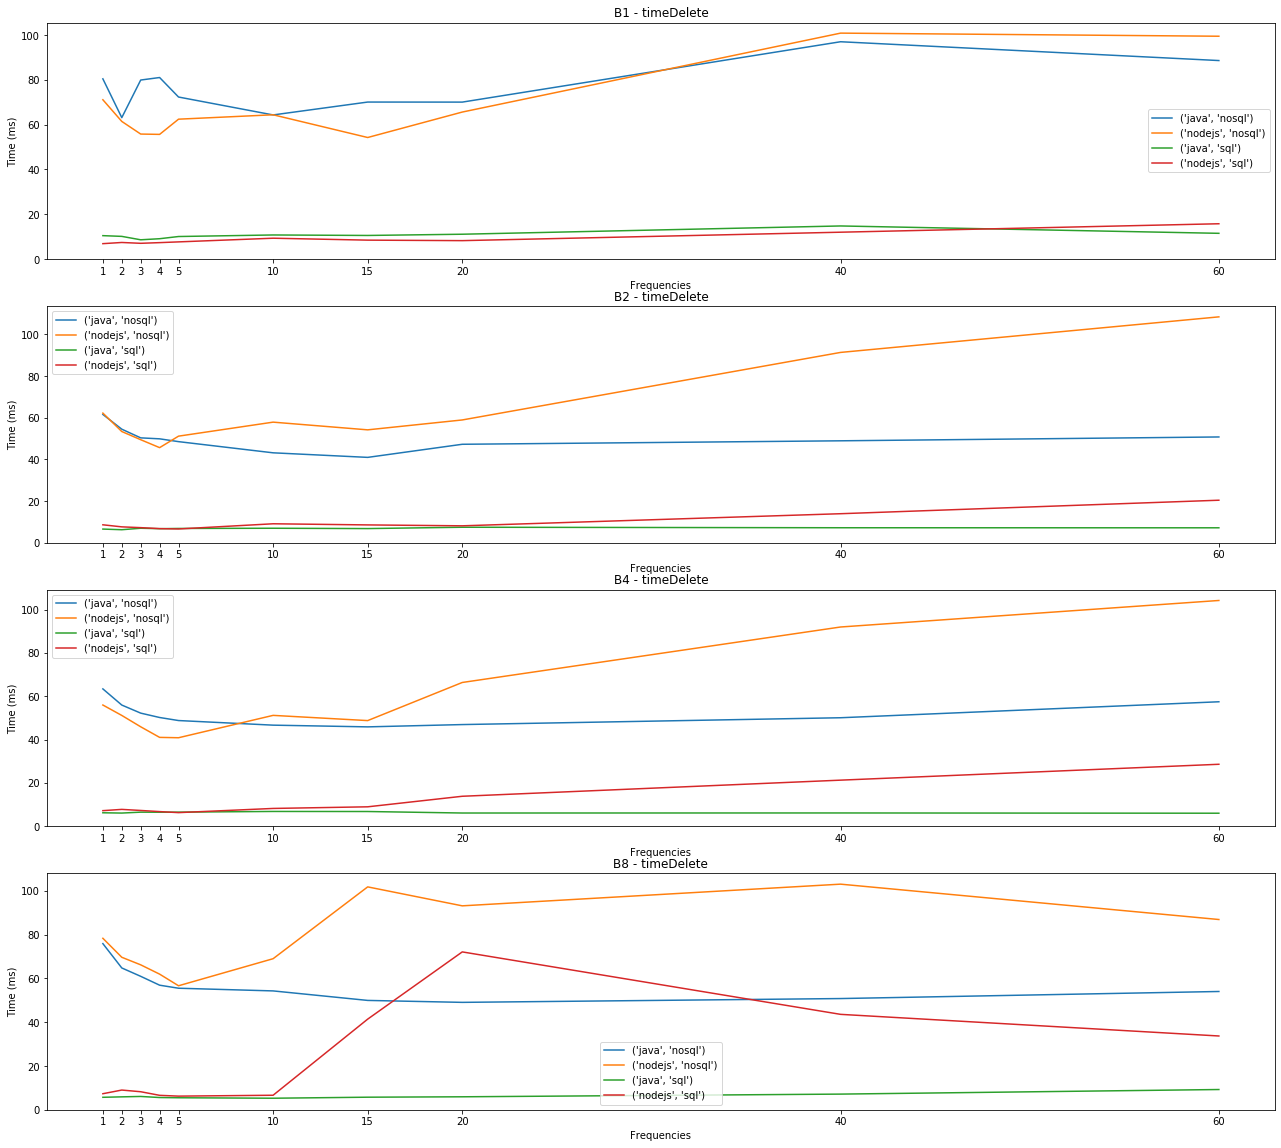 B1 - timeDelete
100
80
60
40
20
0
Time (ms)
('java', 'nosql')
('nodejs', 'nosql')
('java', 'sql')
('nodejs', 'sql')
1 2 3 4 5 10 15 20 40 60
Frequencies
B2 - timeDelete
('java', 'nosql')
('nodejs', 'nosql')
('java', 'sql')
('nodejs', 'sql')
100
80
60
40
20
0
Time (ms)
1 2 3 4 5 10 15 20 40 60
Frequencies
B4 - timeDelete
('java', 'nosql')
('nodejs', 'nosql')
('java', 'sql')
('nodejs', 'sql')
100
80
60
40
20
0
Time (ms)
1 2 3 4 5 10 15 20 40 60
Frequencies
B8 - timeDelete
100
80
60
40
20
0
Time (ms)
('java', 'nosql')
('nodejs', 'nosql')
('java', 'sql')
('nodejs', 'sql')
1 2 3 4 5 10 15 20 40 60
Frequencies